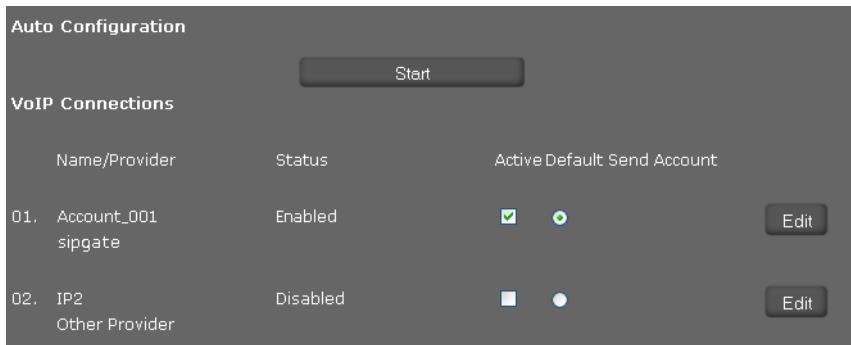 Auto Configuration
Start
VoIP Connections
Name/Provider Status Active Default Send Account
01. Account_001 Enabled Edit
sipgate
02. IP2 Disabled Edit
Other Provider